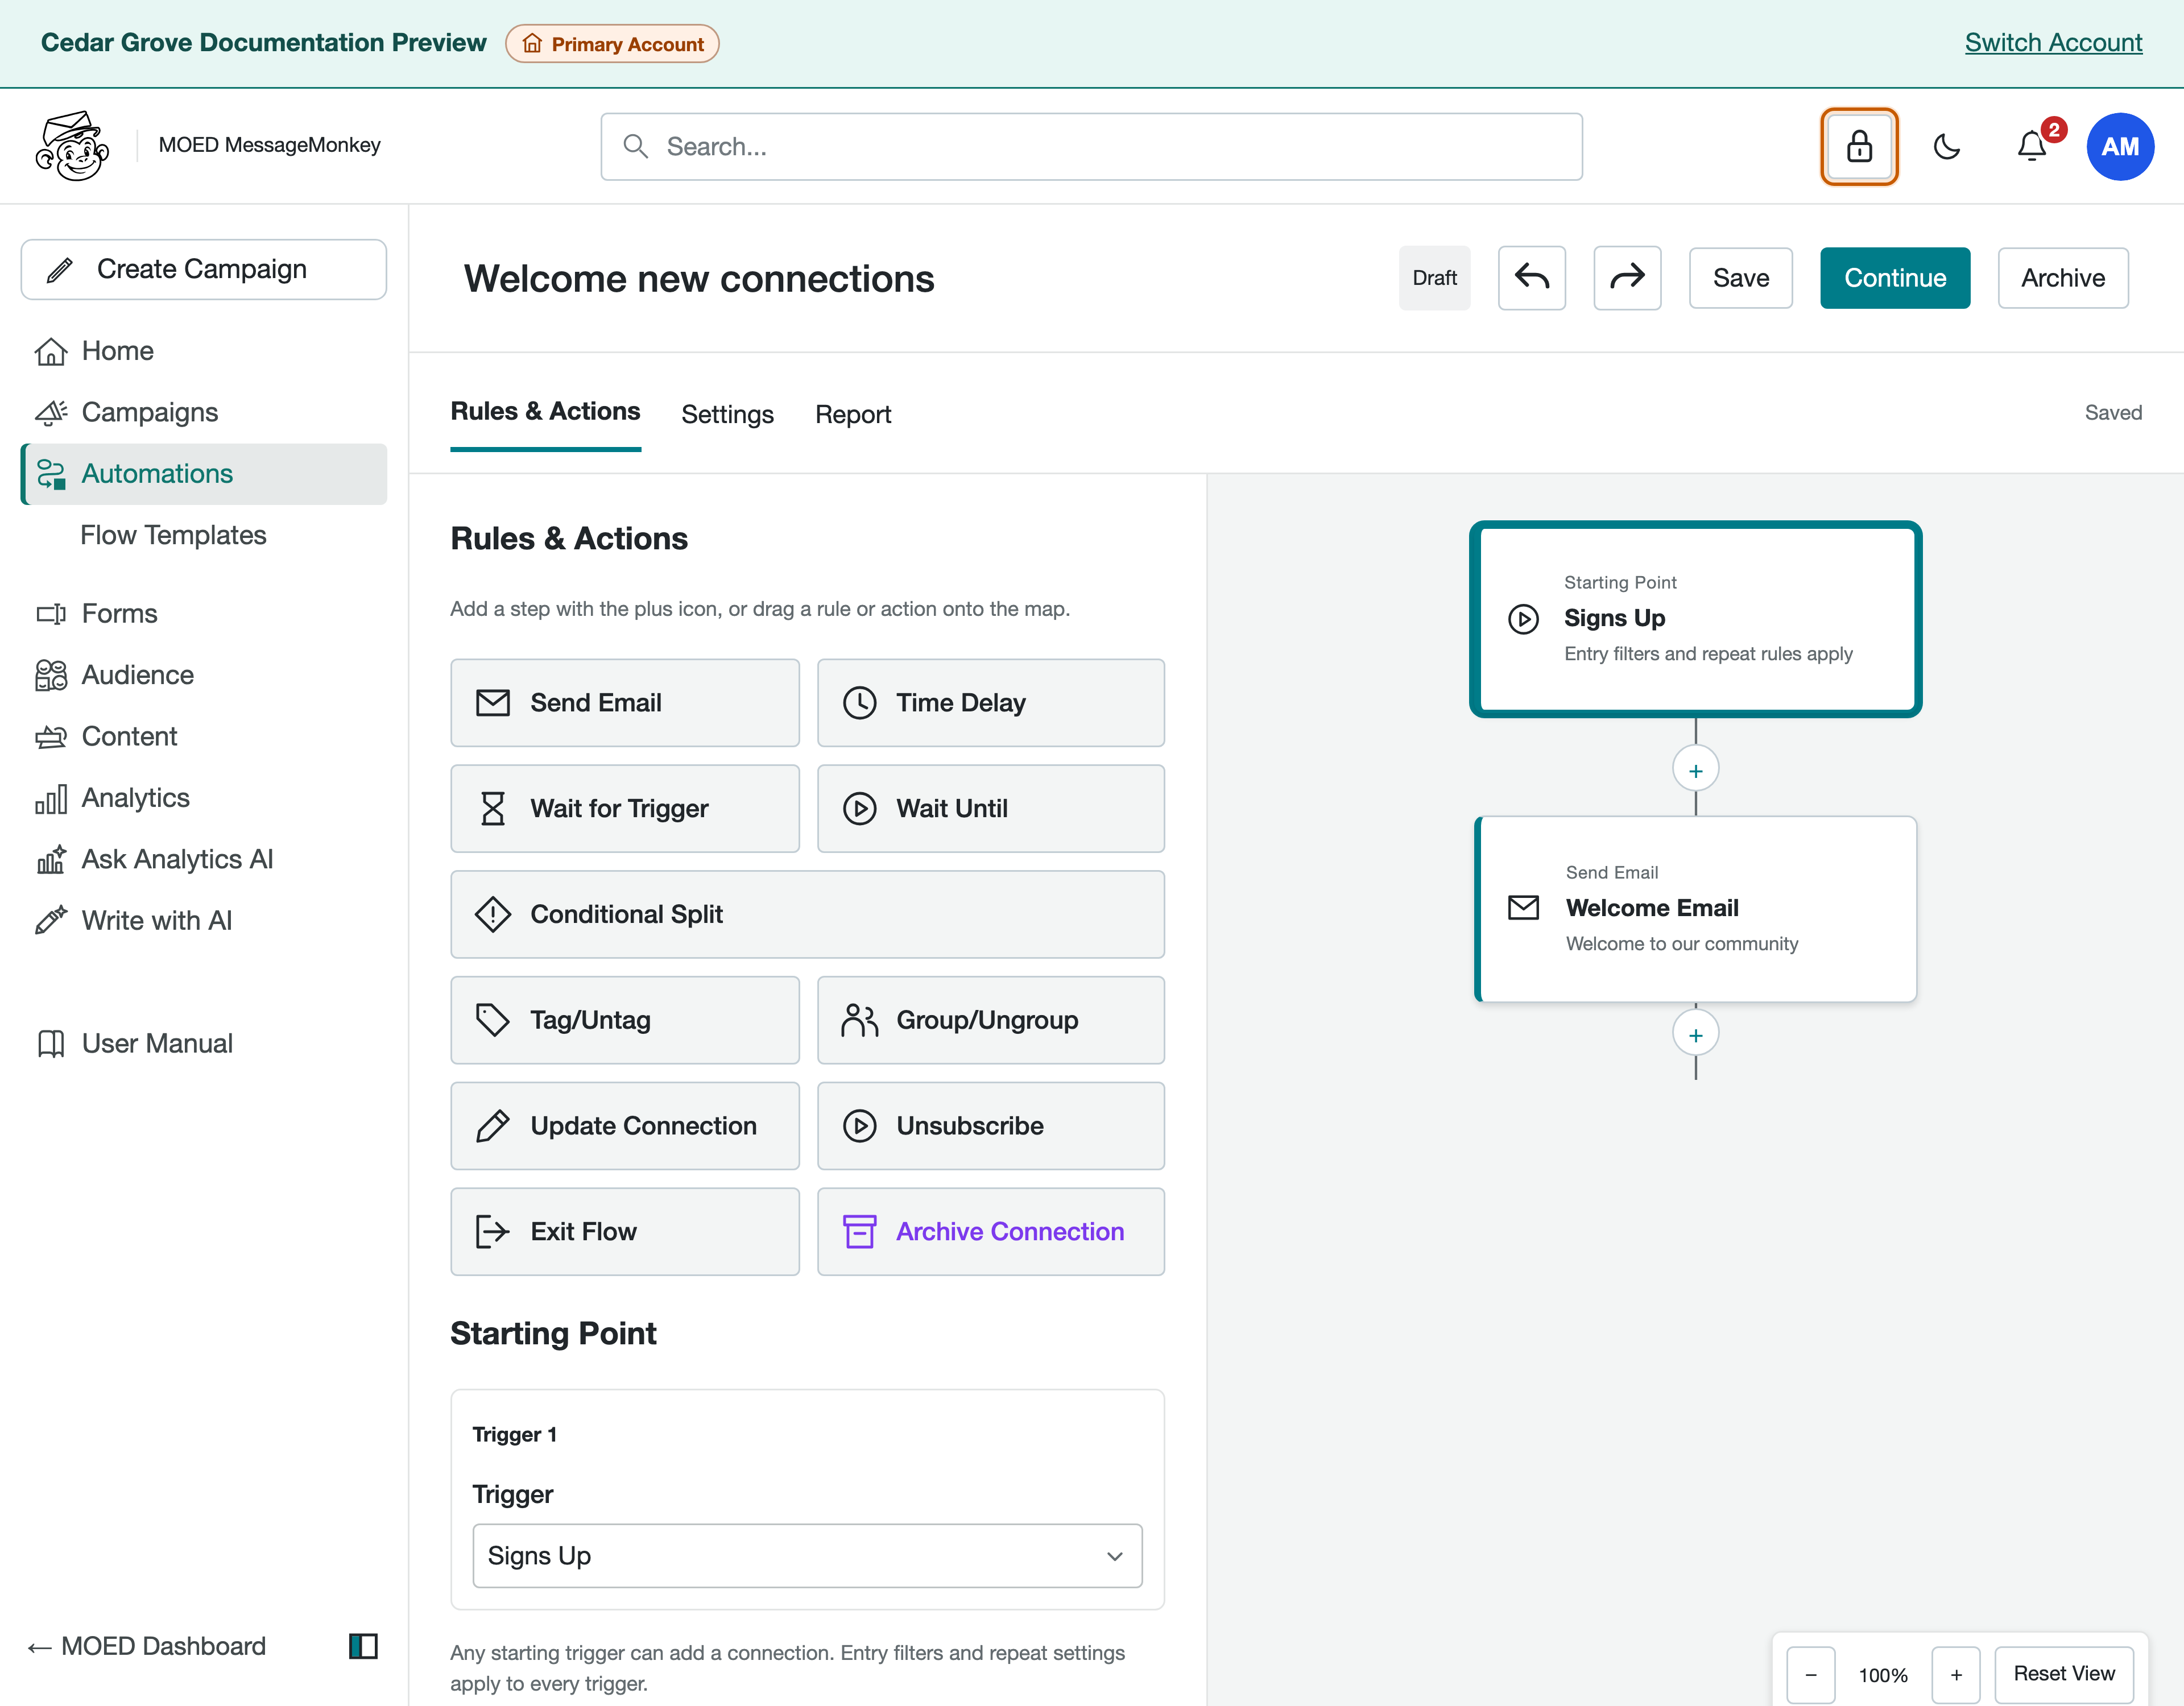 Cedar Grove Documentation Preview
Primary Account
Switch Account
MOED MessageMonkey
Search...
2
AM
Create Campaign
Home
Campaigns
Automations
Flow Templates
Forms
Audience
Content
Analytics
Ask Analytics AI
Write with AI
User Manual
← MOED Dashboard
Welcome new connections
Draft
Save
Continue
Archive
Rules & Actions
Settings
Report
Saved
Rules & Actions
Add a step with the plus icon, or drag a rule or action onto the map.
Send Email
Time Delay
Wait for Trigger
Wait Until
Conditional Split
Tag/Untag
Group/Ungroup
Update Connection
Unsubscribe
Exit Flow
Archive Connection
Starting Point
Trigger 1
Trigger
Signs Up
Any starting trigger can add a connection. Entry filters and repeat settings
apply to every trigger.
Starting Point
Signs Up
Entry filters and repeat rules apply
+
Send Email
Welcome Email
Welcome to our community
+
−
100%
+
Reset View